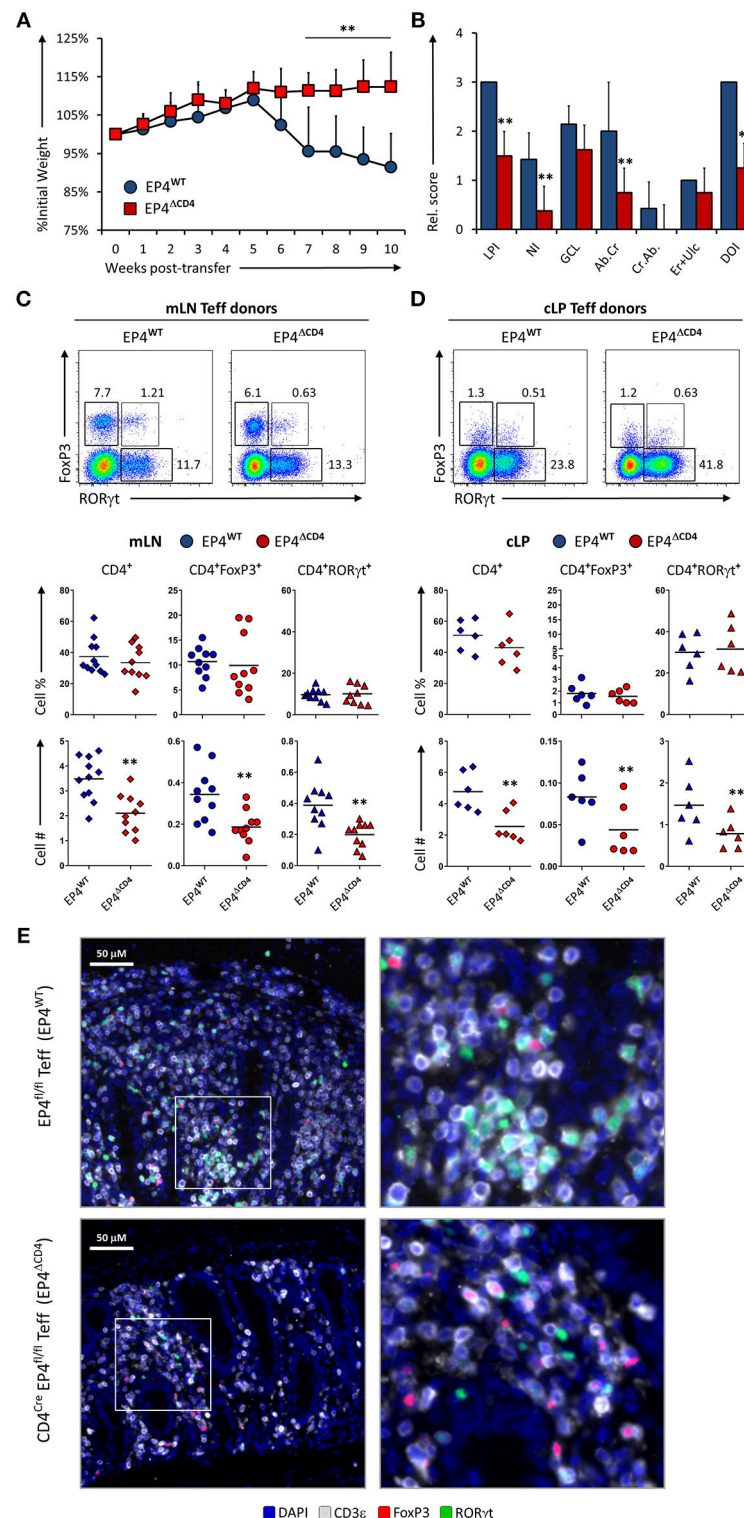 A
125%
**
115%
105%
95%
85%
75%
%Initial Weight
EP4WT
EP4ΔCD4
0 1 2 3 4 5 6 7 8 9 10
Weeks post-transfer
B
4
3
2
1
0
Rel. score
** ** ** *
LPI NI GCL Ab.Cr Cr.Ab. Er+Ulc DOI
C
mLN Teff donors
EP4WT EP4ΔCD4
7.7 1.21 6.1 0.63
11.7 13.3
FoxP3
RORγt
mLN EP4WT EP4ΔCD4
CD4+ CD4+FoxP3+ CD4+RORγt+
Cell %
80 60 40 20 0
25 20 15 10 5 0
60 40 20 0
Cell #
6 5 4 3 2 1 0
0.6 0.4 0.2 0.0
0.8 0.6 0.4 0.2 0.0
** ** **
EP4WT EP4ΔCD4 EP4WT EP4ΔCD4 EP4WT EP4ΔCD4
D
cLP Teff donors
EP4WT EP4ΔCD4
1.3 0.51 1.2 0.63
23.8 41.8
FoxP3
RORγt
cLP EP4WT EP4ΔCD4
CD4+ CD4+FoxP3+ CD4+RORγt+
Cell %
80 60 40 20 0
25 15 5 4 3 2 1 0
60 40 20 0
Cell #
8 6 4 2 0
0.15 0.10 0.05 0.00
3 2 1 0
** ** **
EP4WT EP4ΔCD4 EP4WT EP4ΔCD4 EP4WT EP4ΔCD4
E
50 µM
EP4fl/fl Teff (EP4WT)
50 µM
CD4Cre EP4fl/fl Teff (EP4ΔCD4)
DAPI CD3ε FoxP3 RORγt